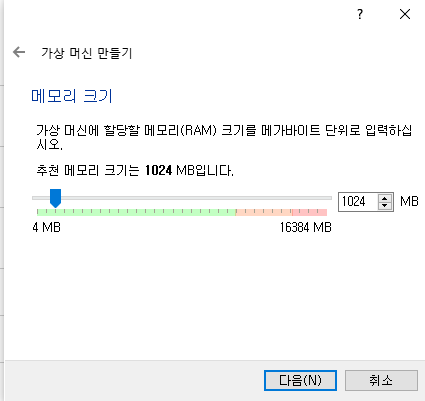 ?
가상 머신 만들기
메모리 크기
가상 머신에 할당할 메모리(RAM) 크기를 메가바이트 단위로 입력하십
시오.
추천 메모리 크기는 1024 MB입니다.
1024 MB
4 MB 16384 MB
다음(N) 취소